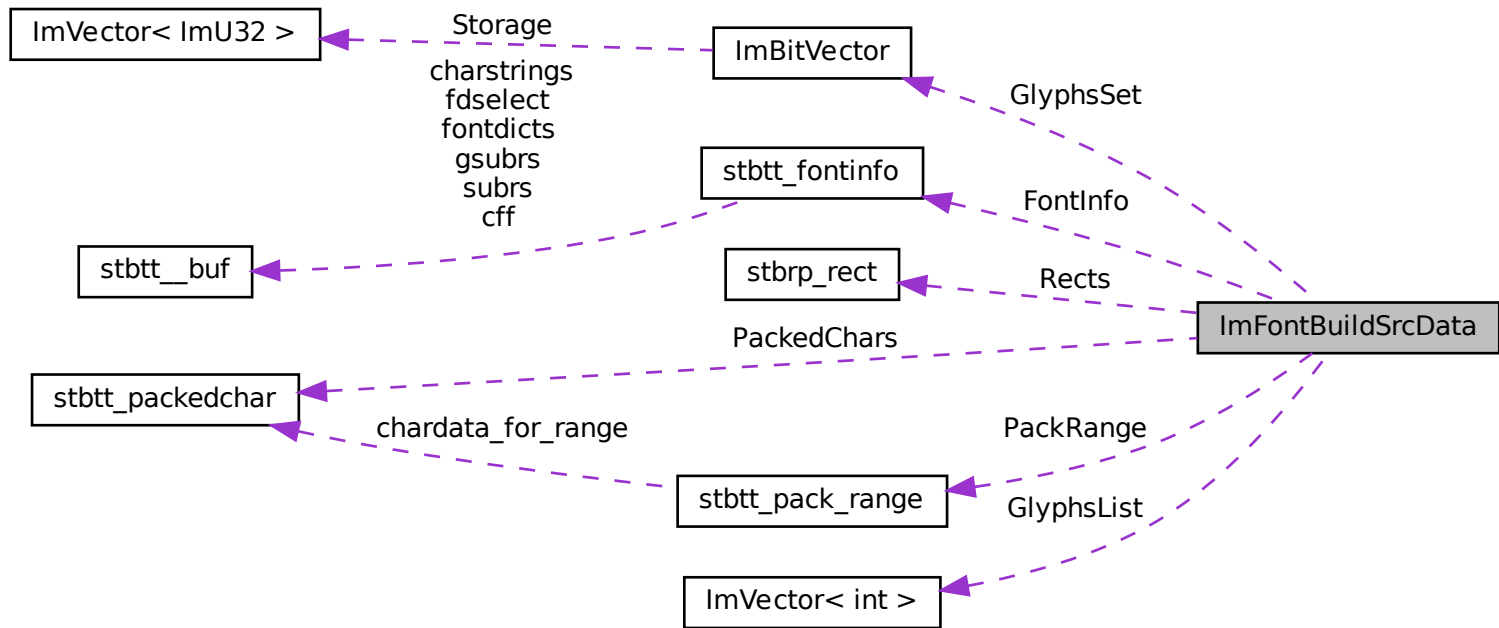 ImVector< ImU32 >
Storage
ImBitVector
charstrings
fdselect
fontdicts
gsubrs
subrs
cff
GlyphsSet
stbtt_fontinfo
FontInfo
stbtt__buf
stbrp_rect
Rects
ImFontBuildSrcData
PackedChars
stbtt_packedchar
chardata_for_range
PackRange
stbtt_pack_range
GlyphsList
ImVector< int >